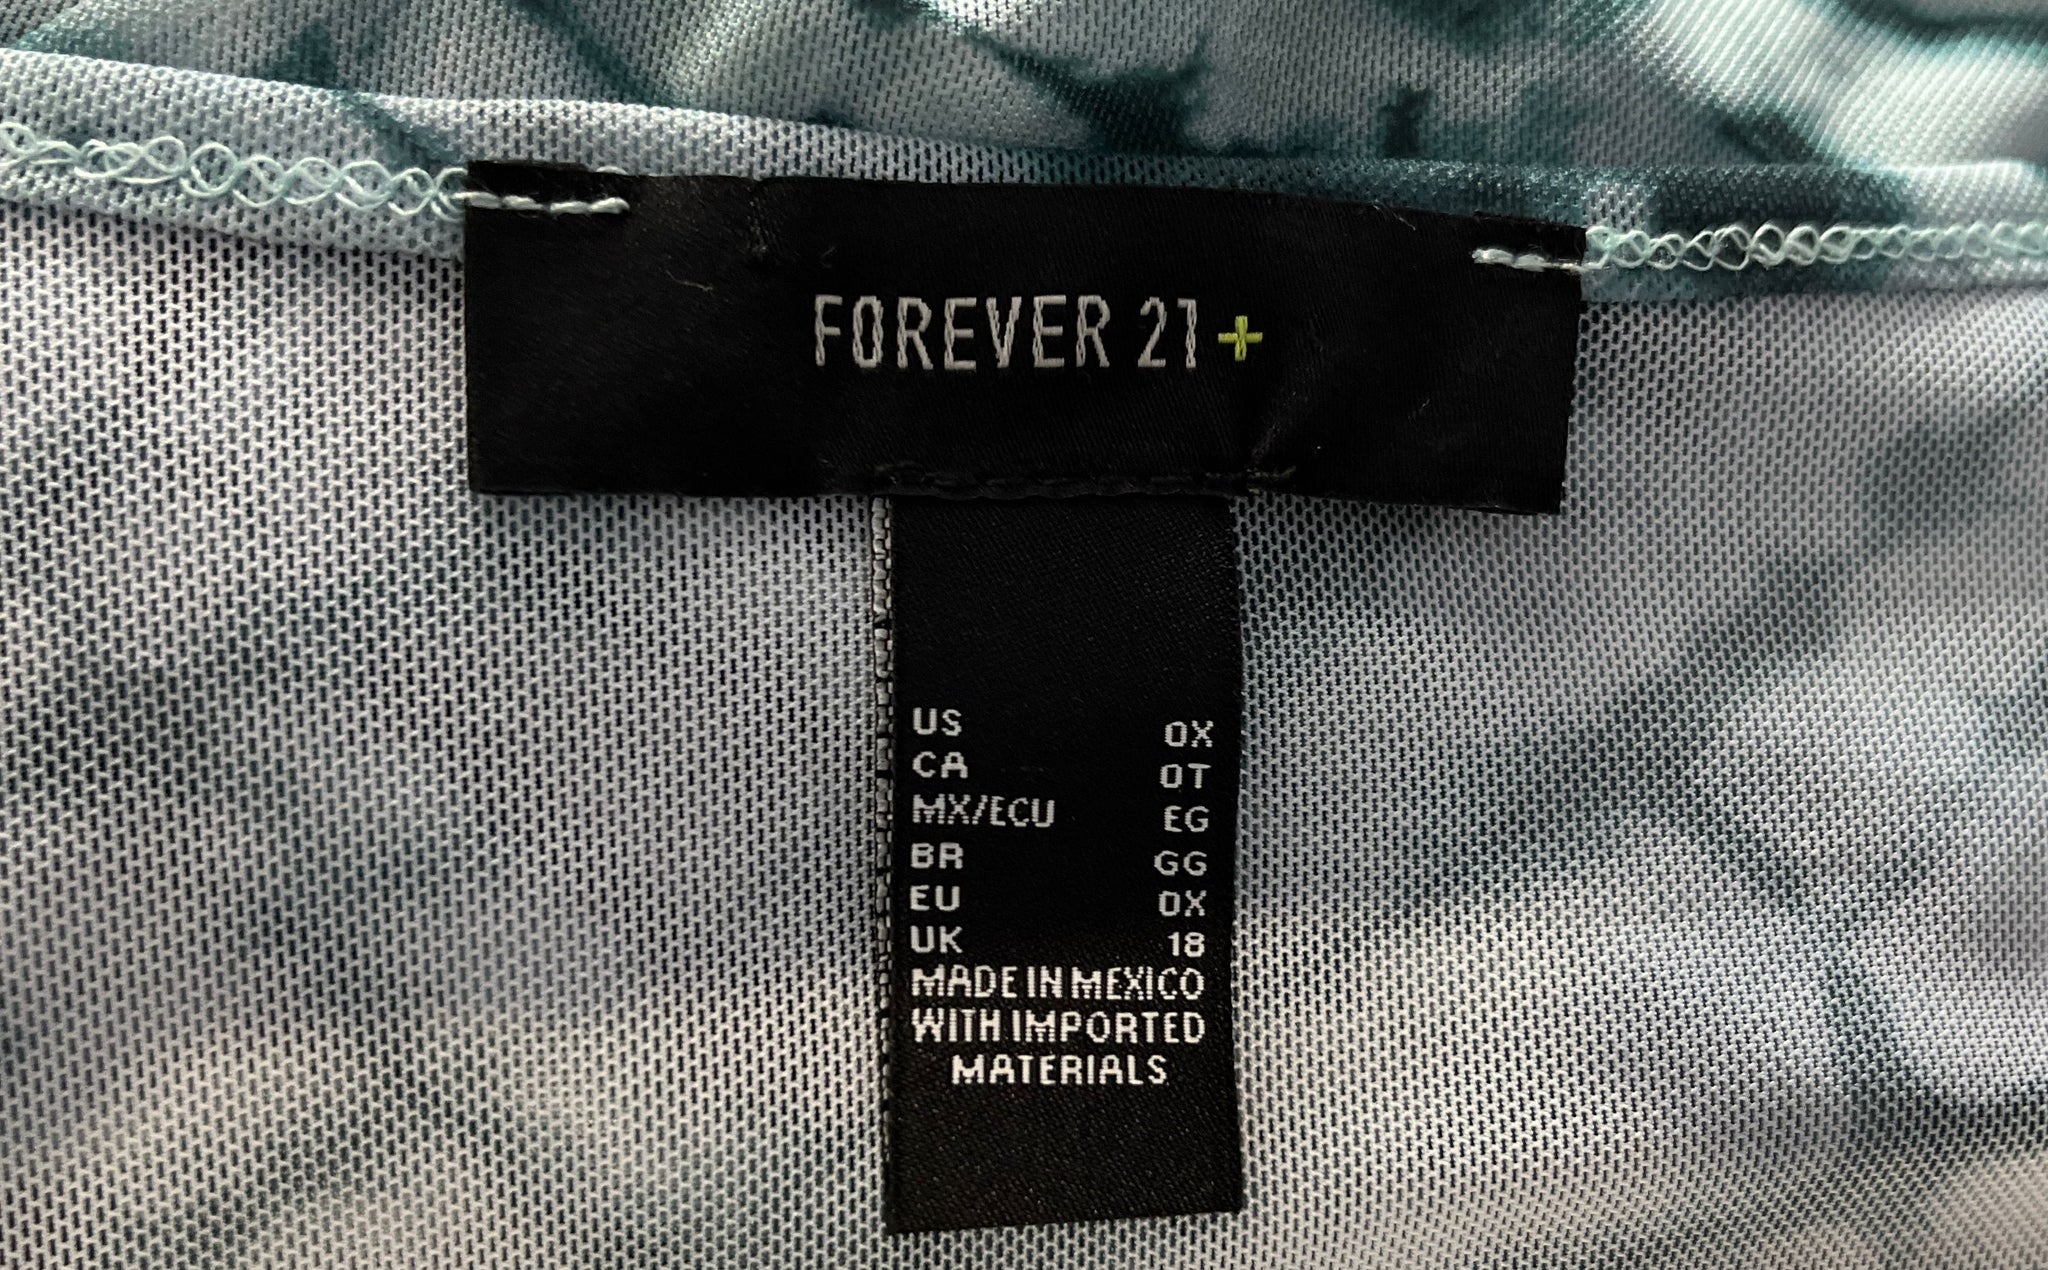 FOREVER 21+
US 0X
CA 0T
MX/ECU EG
BR GG
EU 0X
UK 18
MADE IN MEXICO
WITH IMPORTED
MATERIALS